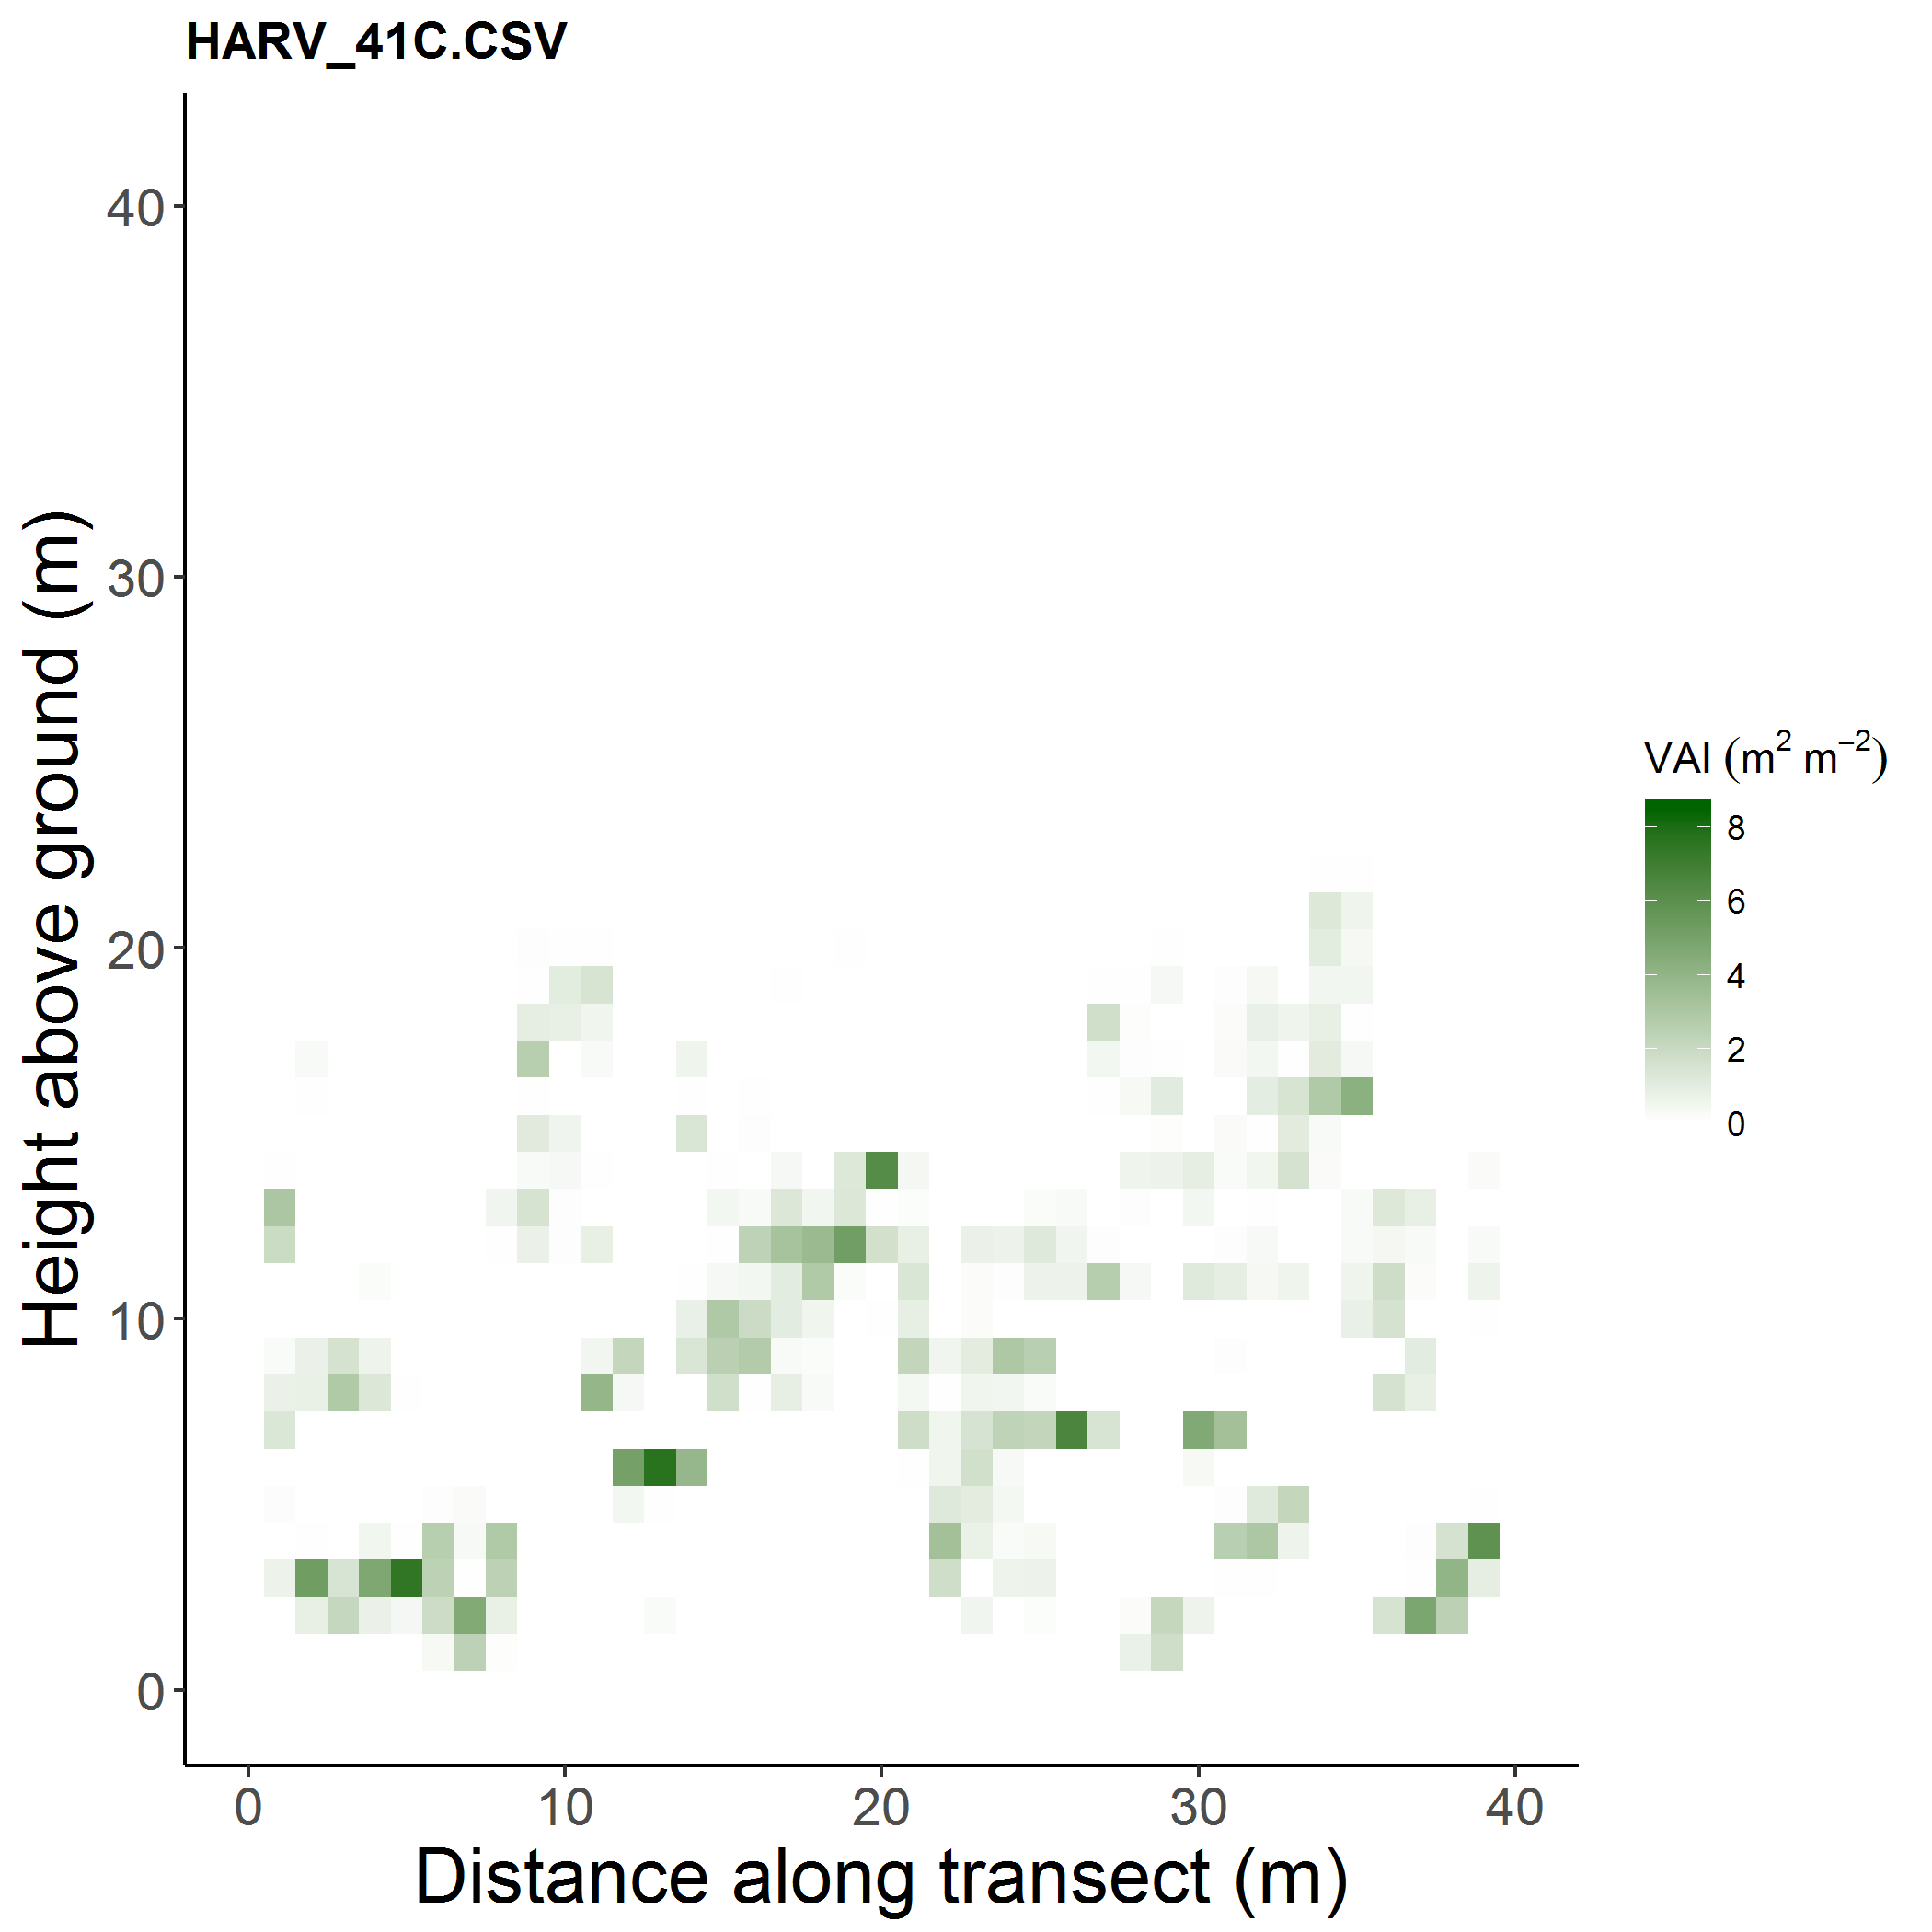 HARV_41C.CSV
Height above ground (m)
40
30
20
10
0
0 10 20 30 40
Distance along transect (m)
VAI (m² m⁻²)
8
6
4
2
0